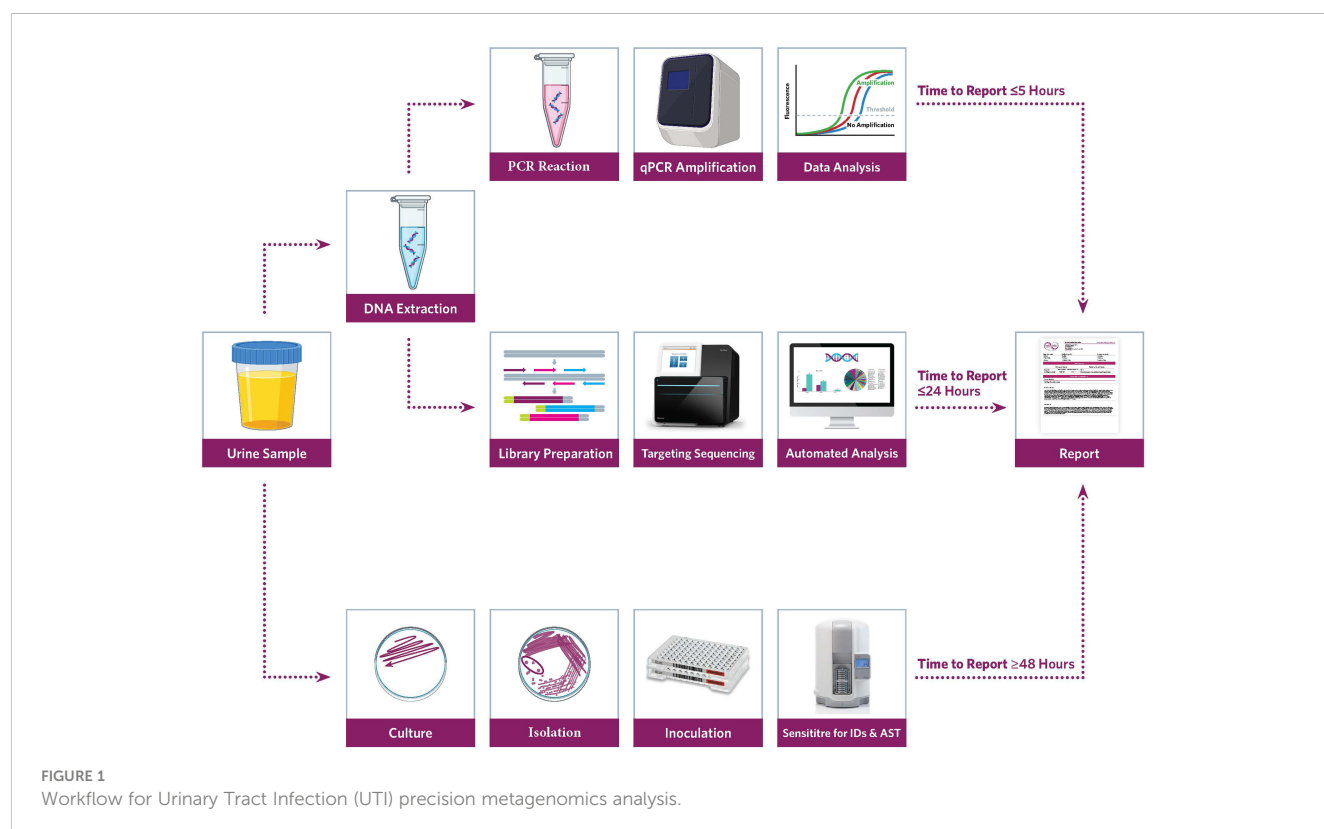 Fluorescence
Amplification
Threshold
No Amplification
Time to Report ≤5 Hours
PCR Reaction
qPCR Amplification
Data Analysis
DNA Extraction
Time to Report
≤24 Hours
Urine Sample
Library Preparation
Targeting Sequencing
Automated Analysis
Report
Time to Report ≥48 Hours
Culture
Isolation
Inoculation
Sensititre for IDs & AST
FIGURE 1
Workflow for Urinary Tract Infection (UTI) precision metagenomics analysis.